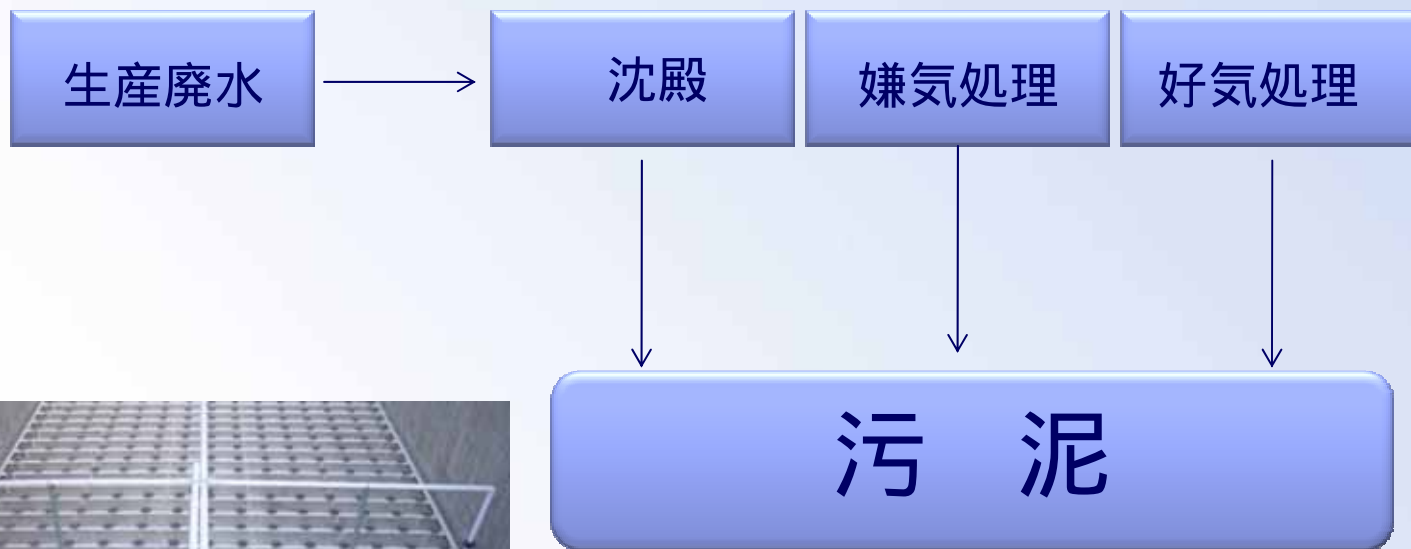 生産廃水
沈殿
嫌気処理
好気処理
污　泥